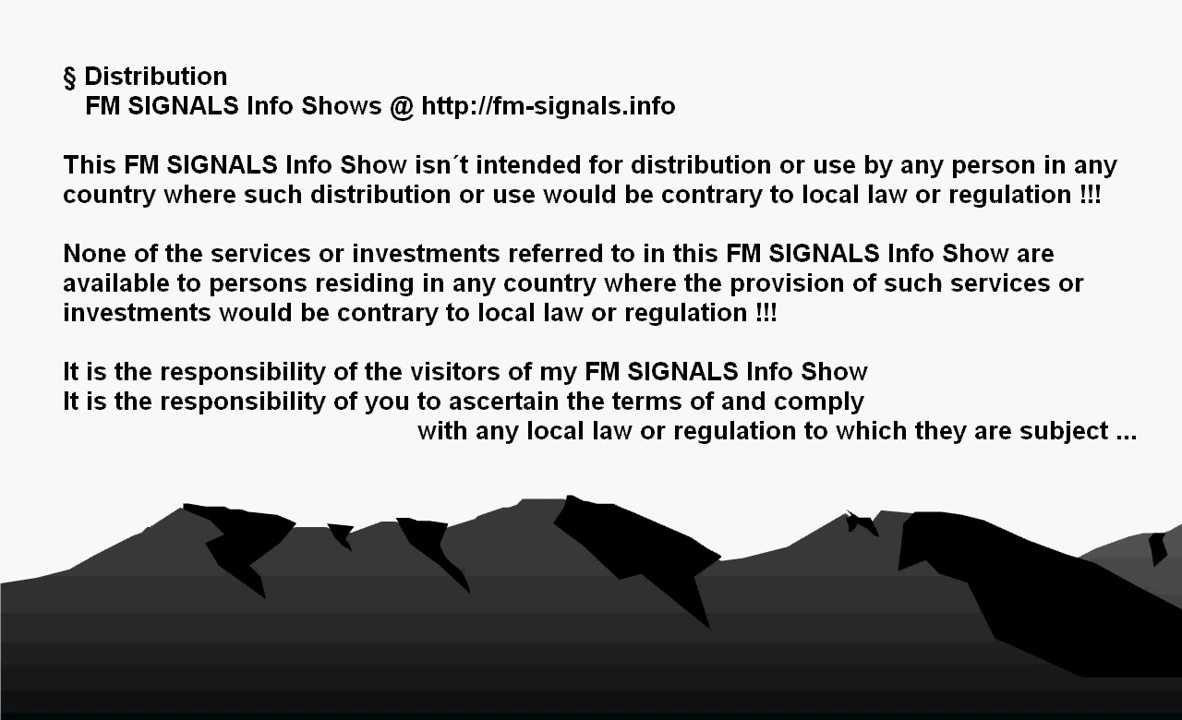 § Distribution
FM SIGNALS Info Shows @ http://fm-signals.info
This FM SIGNALS Info Show isn´t intended for distribution or use by any person in any
country where such distribution or use would be contrary to local law or regulation !!!
None of the services or investments referred to in this FM SIGNALS Info Show are
available to persons residing in any country where the provision of such services or
investments would be contrary to local law or regulation !!!
It is the responsibility of the visitors of my FM SIGNALS Info Show
It is the responsibility of you to ascertain the terms of and comply
with any local law or regulation to which they are subject ...